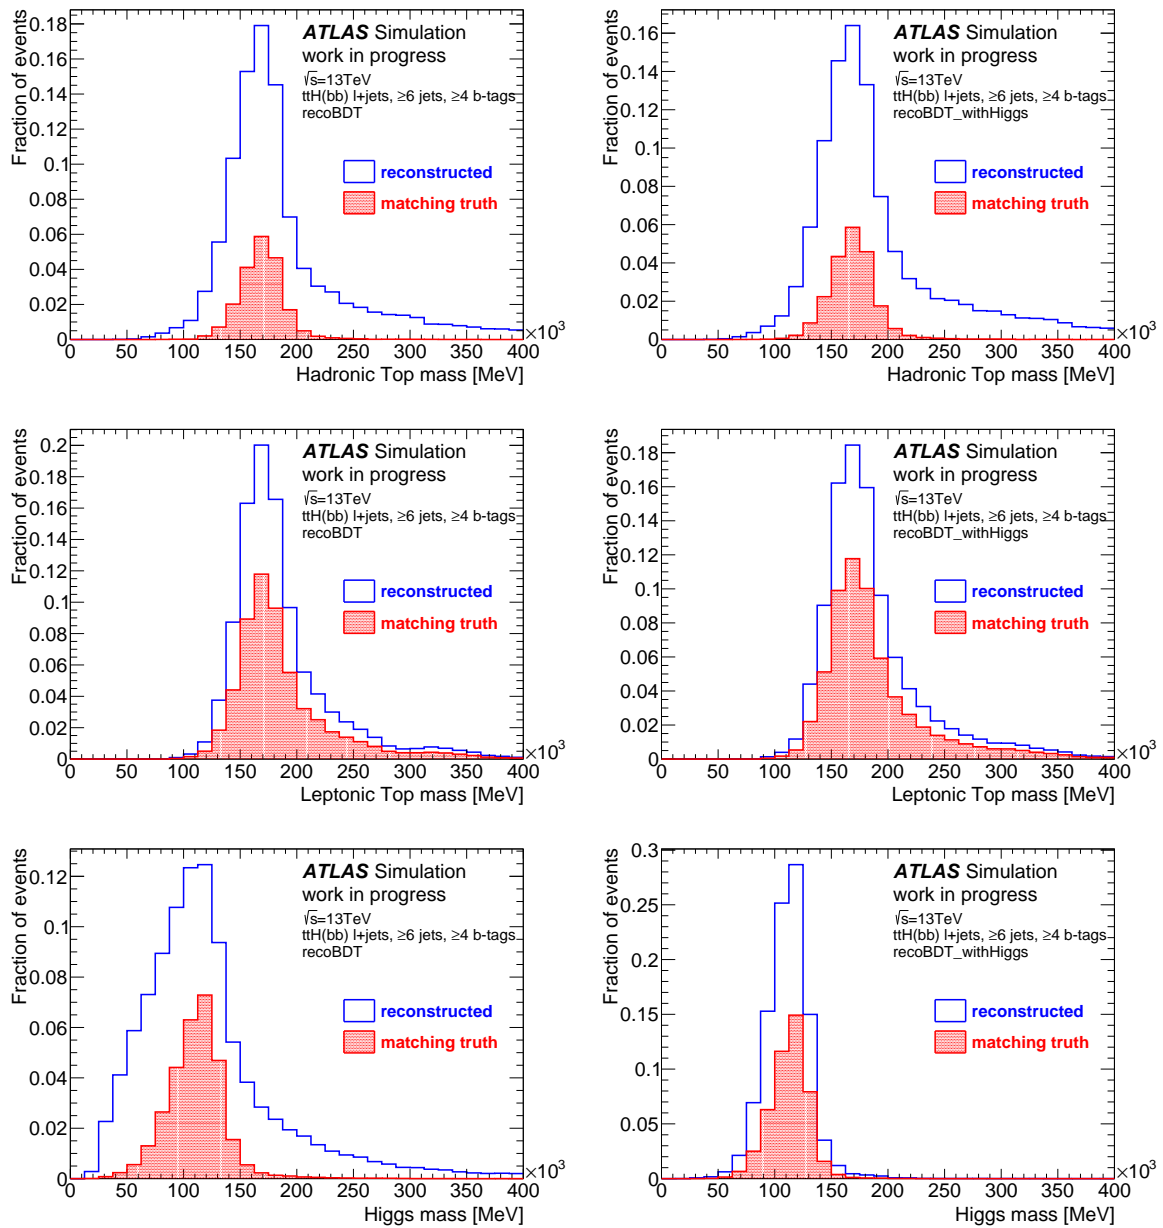 Fraction of events
0.18
0.16
0.14
0.12
0.1
0.08
0.06
0.04
0.02
0
ATLAS Simulation
work in progress
√s=13TeV
ttH(bb) l+jets, ≥6 jets, ≥4 b-tags
recoBDT
reconstructed
matching truth
0 50 100 150 200 250 300 350 400
×10³
Hadronic Top mass [MeV]
Fraction of events
0.16
0.14
0.12
0.1
0.08
0.06
0.04
0.02
0
ATLAS Simulation
work in progress
√s=13TeV
ttH(bb) l+jets, ≥6 jets, ≥4 b-tags
recoBDT_withHiggs
reconstructed
matching truth
0 50 100 150 200 250 300 350 400
×10³
Hadronic Top mass [MeV]
Fraction of events
0.2
0.18
0.16
0.14
0.12
0.1
0.08
0.06
0.04
0.02
0
ATLAS Simulation
work in progress
√s=13TeV
ttH(bb) l+jets, ≥6 jets, ≥4 b-tags
recoBDT
reconstructed
matching truth
0 50 100 150 200 250 300 350 400
×10³
Leptonic Top mass [MeV]
Fraction of events
0.18
0.16
0.14
0.12
0.1
0.08
0.06
0.04
0.02
0
ATLAS Simulation
work in progress
√s=13TeV
ttH(bb) l+jets, ≥6 jets, ≥4 b-tags
recoBDT_withHiggs
reconstructed
matching truth
0 50 100 150 200 250 300 350 400
×10³
Leptonic Top mass [MeV]
Fraction of events
0.12
0.1
0.08
0.06
0.04
0.02
0
ATLAS Simulation
work in progress
√s=13TeV
ttH(bb) l+jets, ≥6 jets, ≥4 b-tags
recoBDT
reconstructed
matching truth
0 50 100 150 200 250 300 350 400
×10³
Higgs mass [MeV]
Fraction of events
0.3
0.25
0.2
0.15
0.1
0.05
0
ATLAS Simulation
work in progress
√s=13TeV
ttH(bb) l+jets, ≥6 jets, ≥4 b-tags
recoBDT_withHiggs
reconstructed
matching truth
0 50 100 150 200 250 300 350 400
×10³
Higgs mass [MeV]